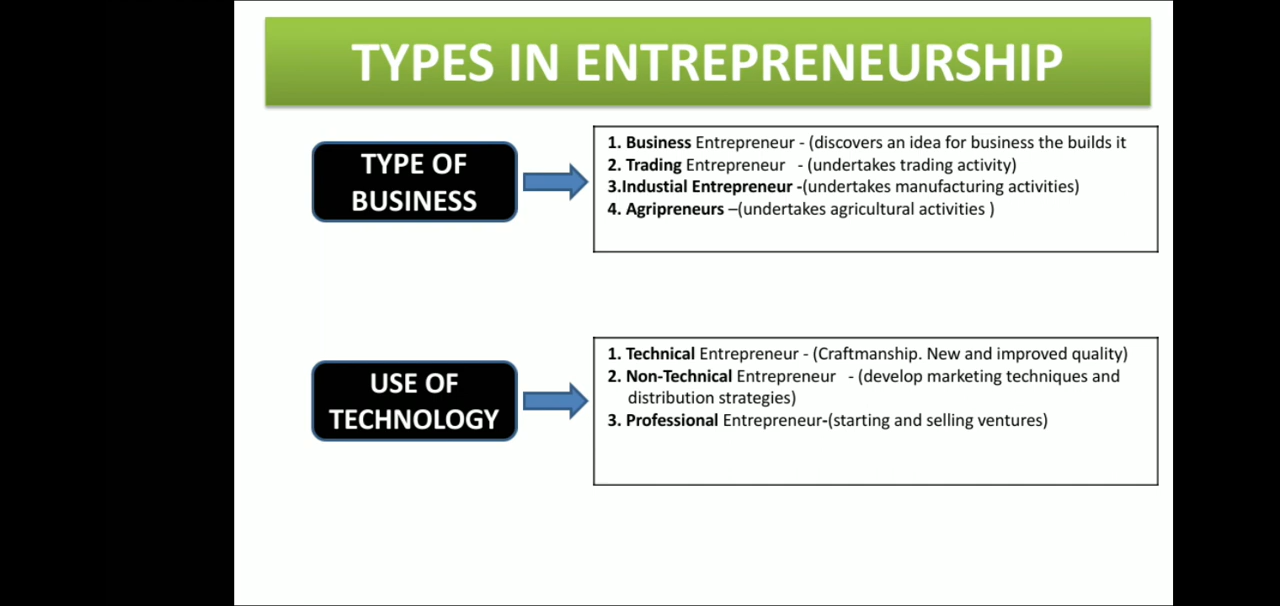 TYPES IN ENTREPRENEURSHIP
TYPE OF
BUSINESS
1. Business Entrepreneur - (discovers an idea for business the builds it
2. Trading Entrepreneur - (undertakes trading activity)
3.Industial Entrepreneur -(undertakes manufacturing activities)
4. Agripreneurs –(undertakes agricultural activities )
USE OF
TECHNOLOGY
1. Technical Entrepreneur - (Craftmanship. New and improved quality)
2. Non-Technical Entrepreneur - (develop marketing techniques and
distribution strategies)
3. Professional Entrepreneur-(starting and selling ventures)